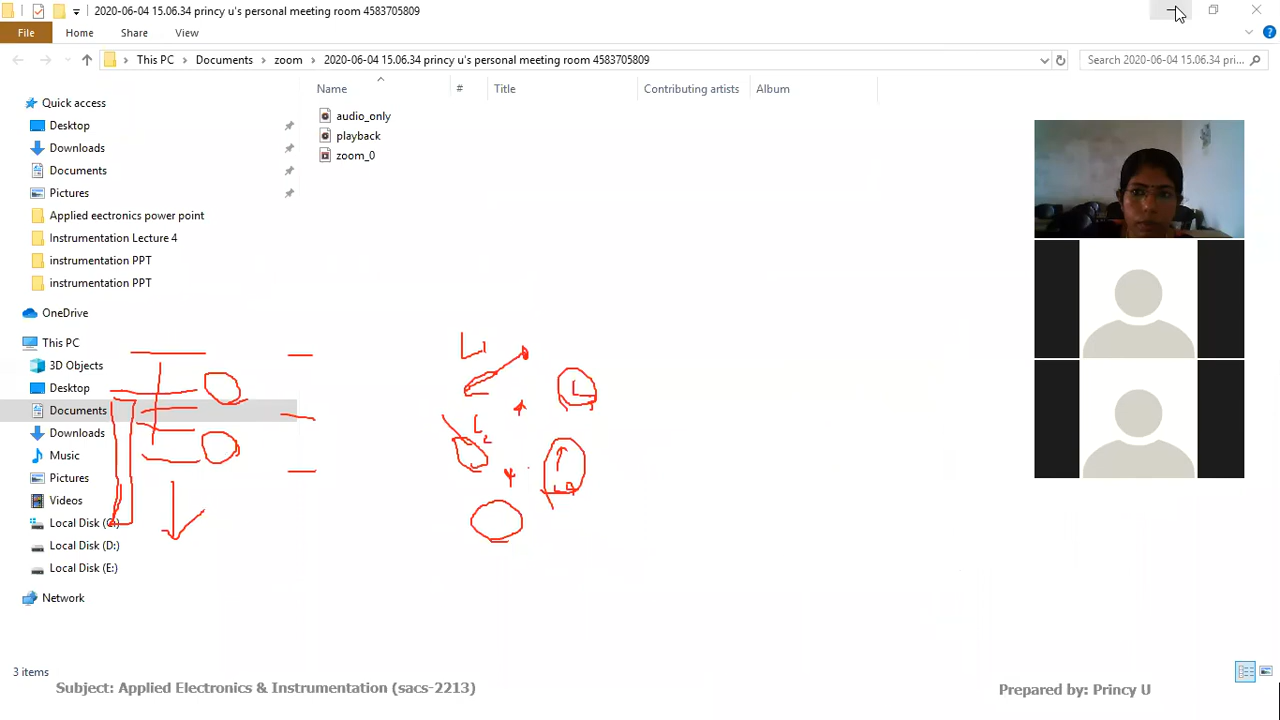 2020-06-04 15.06.34 princy u's personal meeting room 4583705809
File Home Share View
This PC Documents zoom 2020-06-04 15.06.34 princy u's personal meeting room 4583705809
Search 2020-06-04 15.06.34 pri...
Name # Title Contributing artists Album
Quick access
Desktop
Downloads
Documents
Pictures
Applied eectronics power point
Instrumentation Lecture 4
instrumentation PPT
instrumentation PPT
OneDrive
This PC
3D Objects
Desktop
Documents
Downloads
Music
Pictures
Videos
Local Disk (C:)
Local Disk (D:)
Local Disk (E:)
Network
audio_only
playback
zoom_0
L1
L
L2
3 items
Subject: Applied Electronics & Instrumentation (sacs-2213)
Prepared by: Princy U